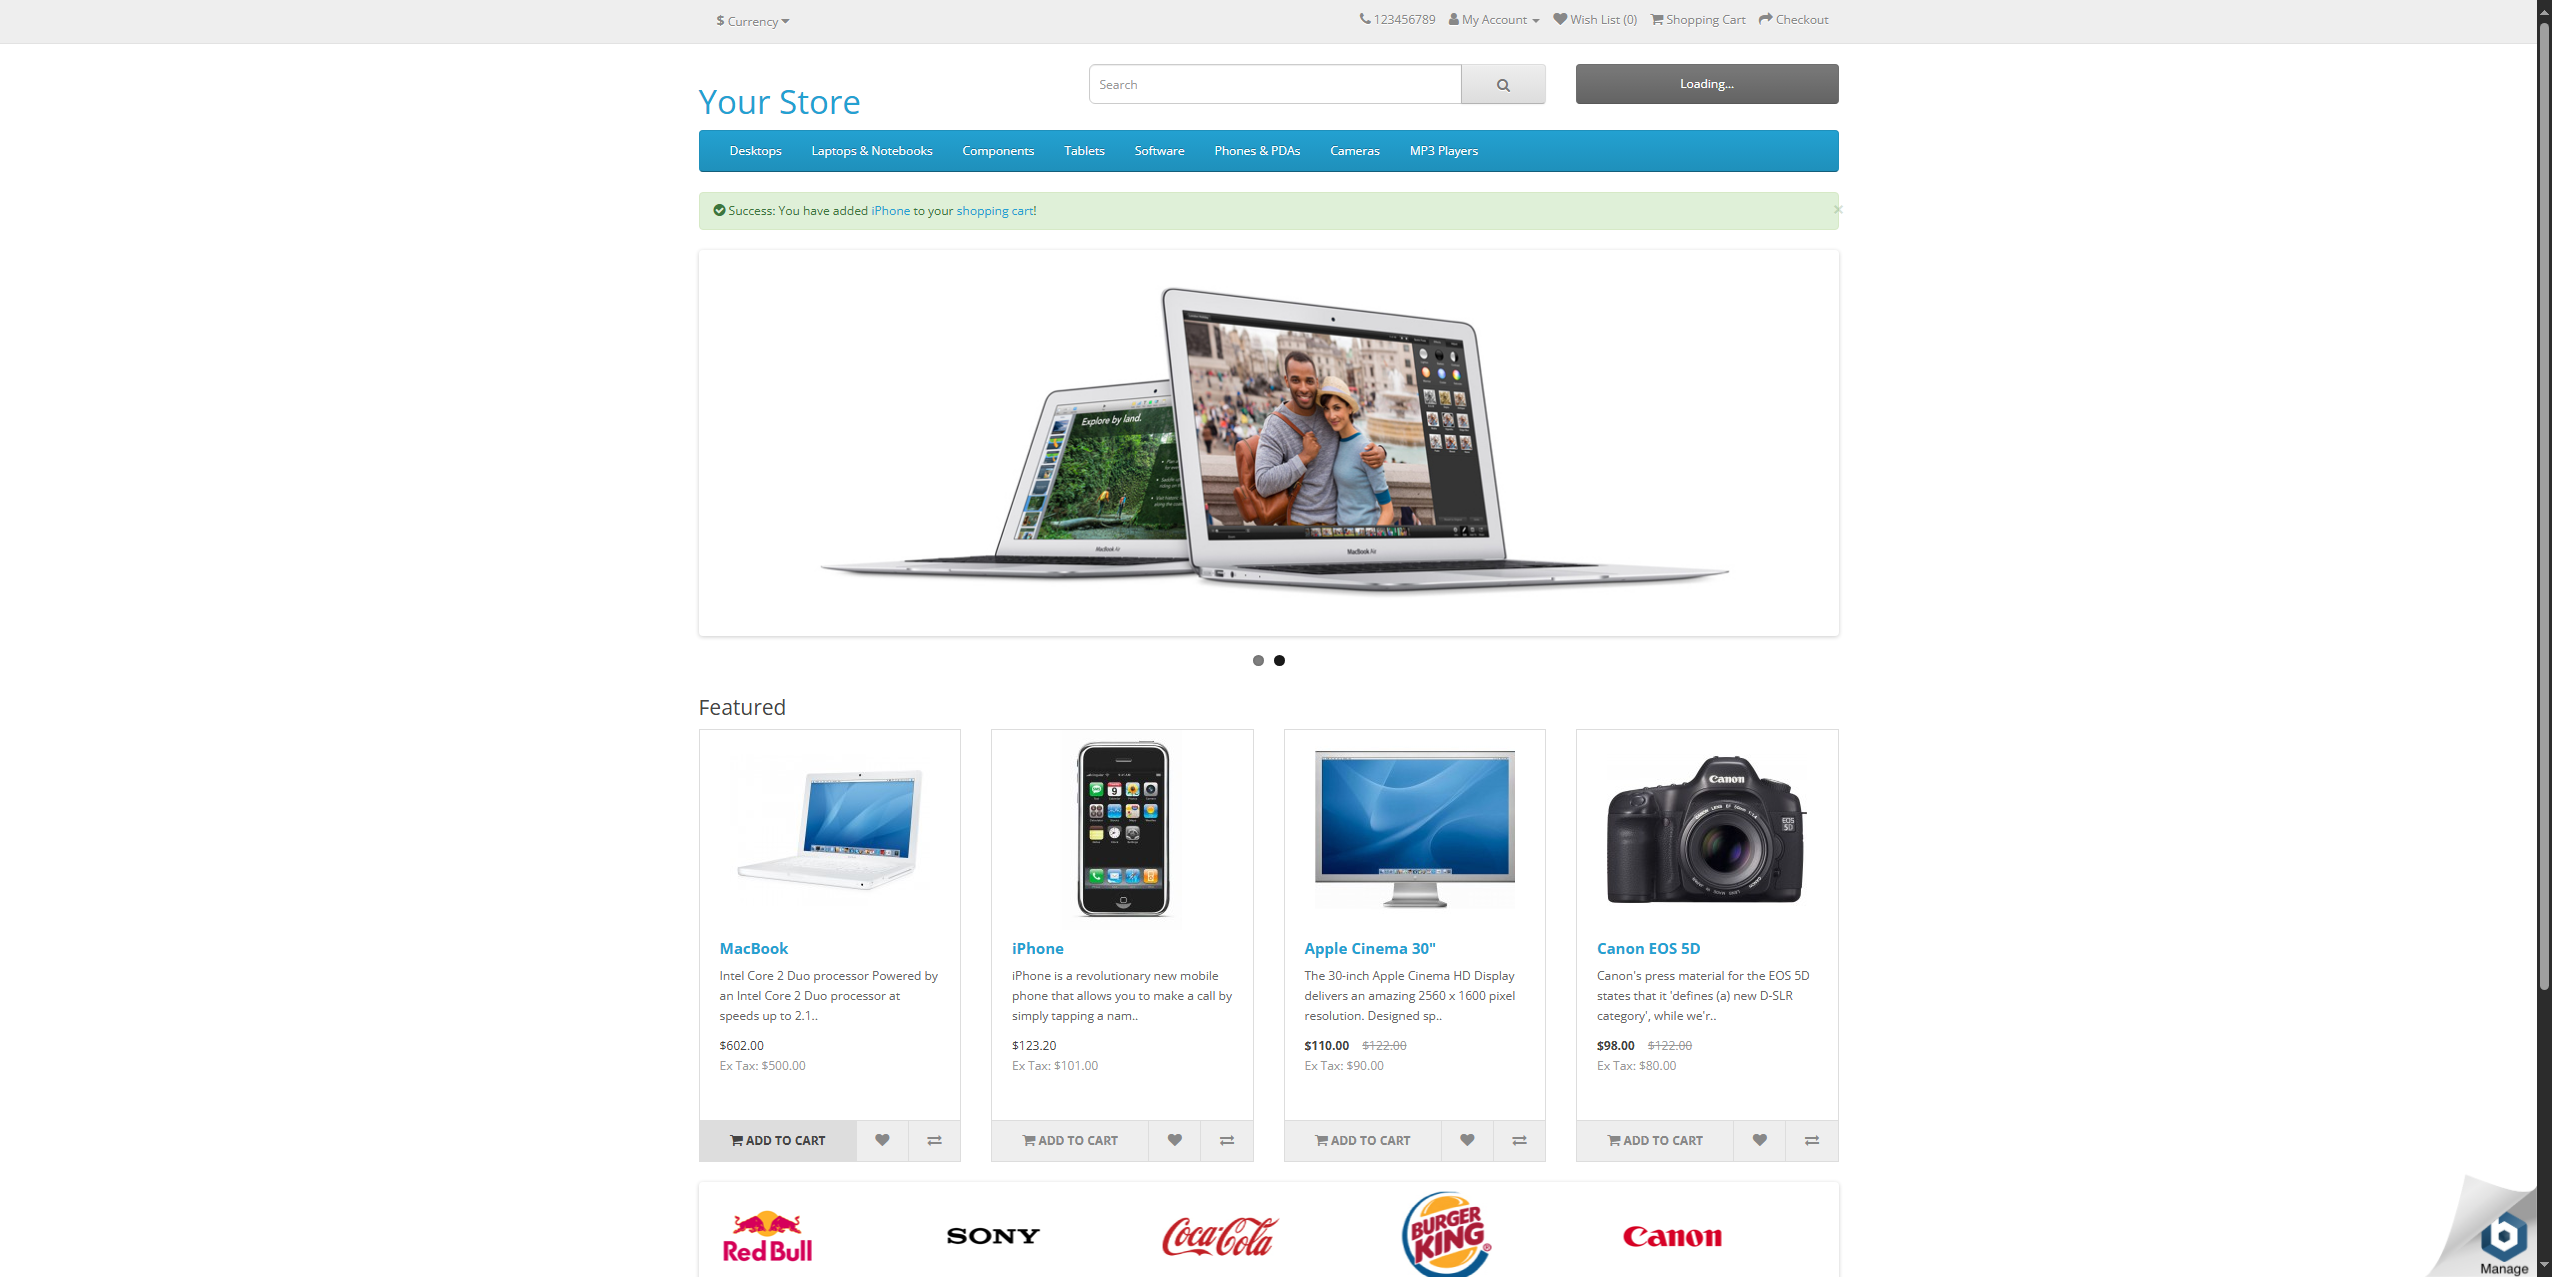 $ Currency
123456789 My Account Wish List (0) Shopping Cart Checkout
Your Store
Search
Loading...
Desktops Laptops & Notebooks Components Tablets Software Phones & PDAs Cameras MP3 Players
Success: You have added iPhone to your shopping cart!
×
Explore by land.
MacBook Air
MacBook Air
Featured
Canon
EOS
5D
MacBook
Intel Core 2 Duo processor Powered by
an Intel Core 2 Duo processor at
speeds up to 2.1..
$602.00
Ex Tax: $500.00
ADD TO CART
iPhone
iPhone is a revolutionary new mobile
phone that allows you to make a call by
simply tapping a nam..
$123.20
Ex Tax: $101.00
ADD TO CART
Apple Cinema 30"
The 30-inch Apple Cinema HD Display
delivers an amazing 2560 x 1600 pixel
resolution. Designed sp..
$110.00 $122.00
Ex Tax: $90.00
ADD TO CART
Canon EOS 5D
Canon's press material for the EOS 5D
states that it 'defines (a) new D-SLR
category', while we'r..
$98.00 $122.00
Ex Tax: $80.00
ADD TO CART
Red Bull
SONY
Coca-Cola
BURGER
KING
Canon
Manage